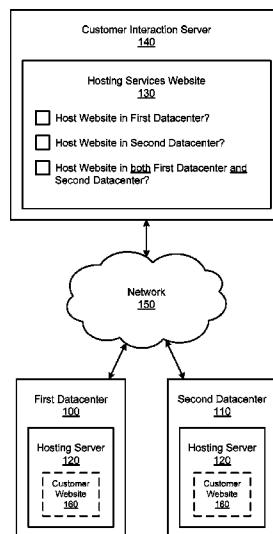 Customer Interaction Server
140
Hosting Services Website
130
Host Website in First Datacenter?
Host Website in Second Datacenter?
Host Website in both First Datacenter and
Second Datacenter?
Network
150
First Datacenter
100
Hosting Server
120
Customer
Website
160
Second Datacenter
110
Hosting Server
120
Customer
Website
160